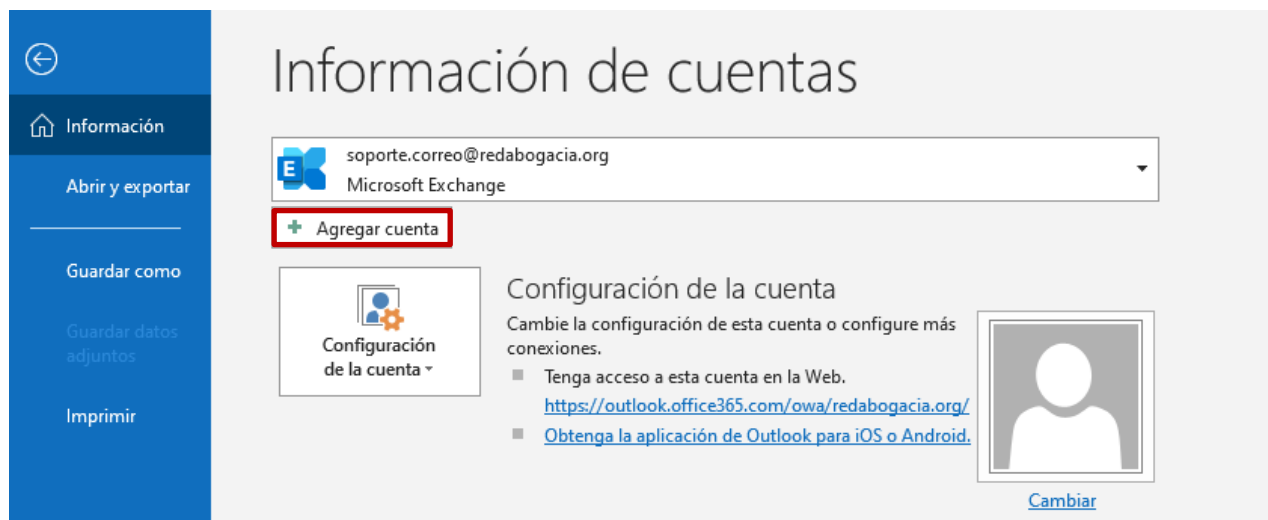 Información de cuentas
Información
Abrir y exportar
Guardar como
Guardar datos
adjuntos
Imprimir
E
soporte.correo@redabogacia.org
Microsoft Exchange
Agregar cuenta
Configuración
de la cuenta
Configuración de la cuenta
Cambie la configuración de esta cuenta o configure más
conexiones.
Tenga acceso a esta cuenta en la Web.
https://outlook.office365.com/owa/redabogacia.org/
Obtenga la aplicación de Outlook para iOS o Android.
Cambiar